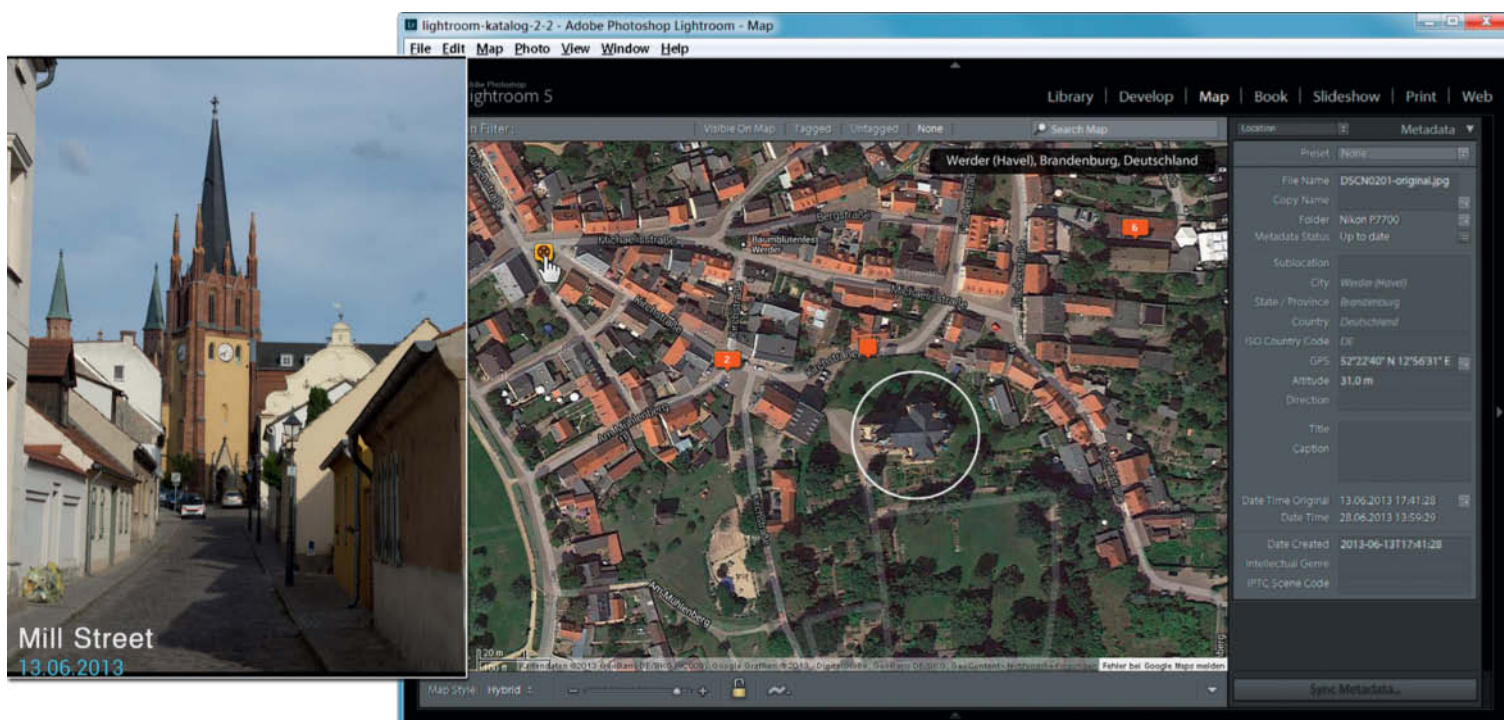 lightroom-katalog-2-2 - Adobe Photoshop Lightroom - Map
File Edit Map Photo View Window Help
Library | Develop | Map | Book | Slideshow | Print | Web
Visible On Map Tagged Untagged None
Search Map
Location
Metadata
Werder (Havel), Brandenburg, Deutschland
Preset None
File Name DSCN0201-original.jpg
Copy Name
Folder Nikon P7700
Metadata Status Up to date
Sublocation
City Werder (Havel)
State / Province Brandenburg
Country Deutschland
ISO Country Code DE
GPS 52°22'40" N 12°56'31" E
Altitude 31.0 m
Direction
Title
Caption
Date Time Original 13.06.2013 17:41:28
Date Time 28.06.2013 13:59:29
Date Created 2013-06-13T17:41:28
Intellectual Genre
IPTC Scene Code
Bergstraße
Michaelisstraße
Baumblütenfest
Werder
6
Michaelisstraße
Kirchstraße
2
Kirchstraße
Am Mühlenberg
Am Mühlenberg
Mill Street
13.06.2013
20 m
Fehler bei Google Maps melden
Map Style Hybrid
Sync Metadata...